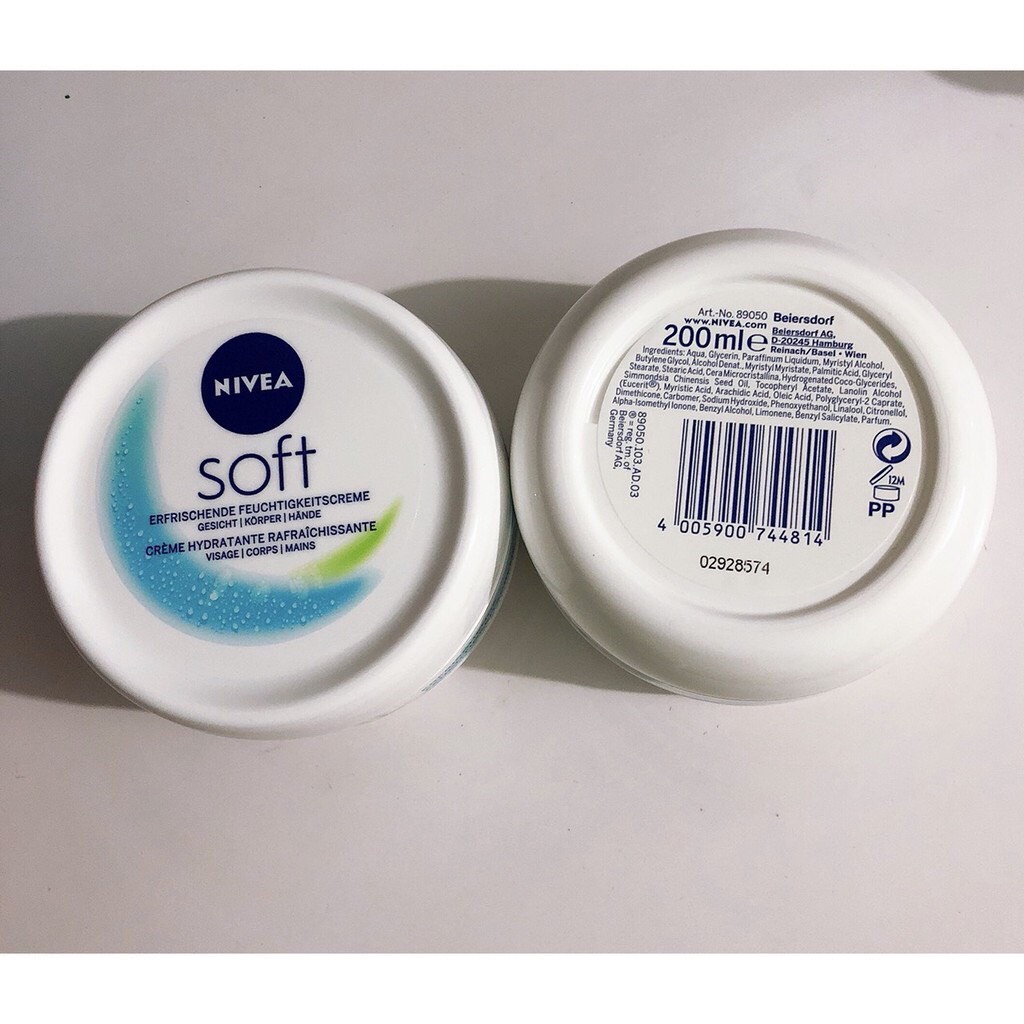 NIVEA
soft
ERFRISCHENDE FEUCHTIGKEITSCREME
GESICHT | KÖRPER | HÄNDE
CRÈME HYDRATANTE RAFRAÎCHISSANTE
VISAGE | CORPS | MAINS
Art.-No. 89050 Beiersdorf
www.NIVEA.com
200ml e
Beiersdorf AG,
D-20245 Hamburg
Reinach/Basel • Wien
Ingredients: Aqua, Glycerin, Paraffinum Liquidum, Myristyl Alcohol,
Butylene Glycol, Alcohol Denat., Myristyl Myristate, Palmitic Acid, Glyceryl
Stearate, Stearic Acid, Cera Microcristallina, Hydrogenated Coco-Glycerides,
Simmondsia Chinensis Seed Oil, Tocopheryl Acetate, Lanolin Alcohol
(Eucerit®), Myristic Acid, Arachidic Acid, Oleic Acid, Polyglyceryl-2 Caprate,
Dimethicone, Carbomer, Sodium Hydroxide, Phenoxyethanol, Linalool, Citronellol,
Alpha-Isomethyl Ionone, Benzyl Alcohol, Limonene, Benzyl Salicylate, Parfum.
89050.103.AD.03
® = reg. tm. of
Beiersdorf AG,
Germany
12M
PP
4 005900 744814
02928574